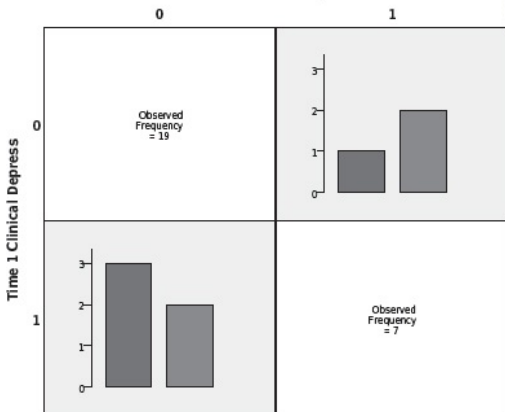 0 1
Time 1 Clinical Depress
0
Observed
Frequency
= 19
3
2
1
0
1
3
2
1
0
Observed
Frequency
= 7